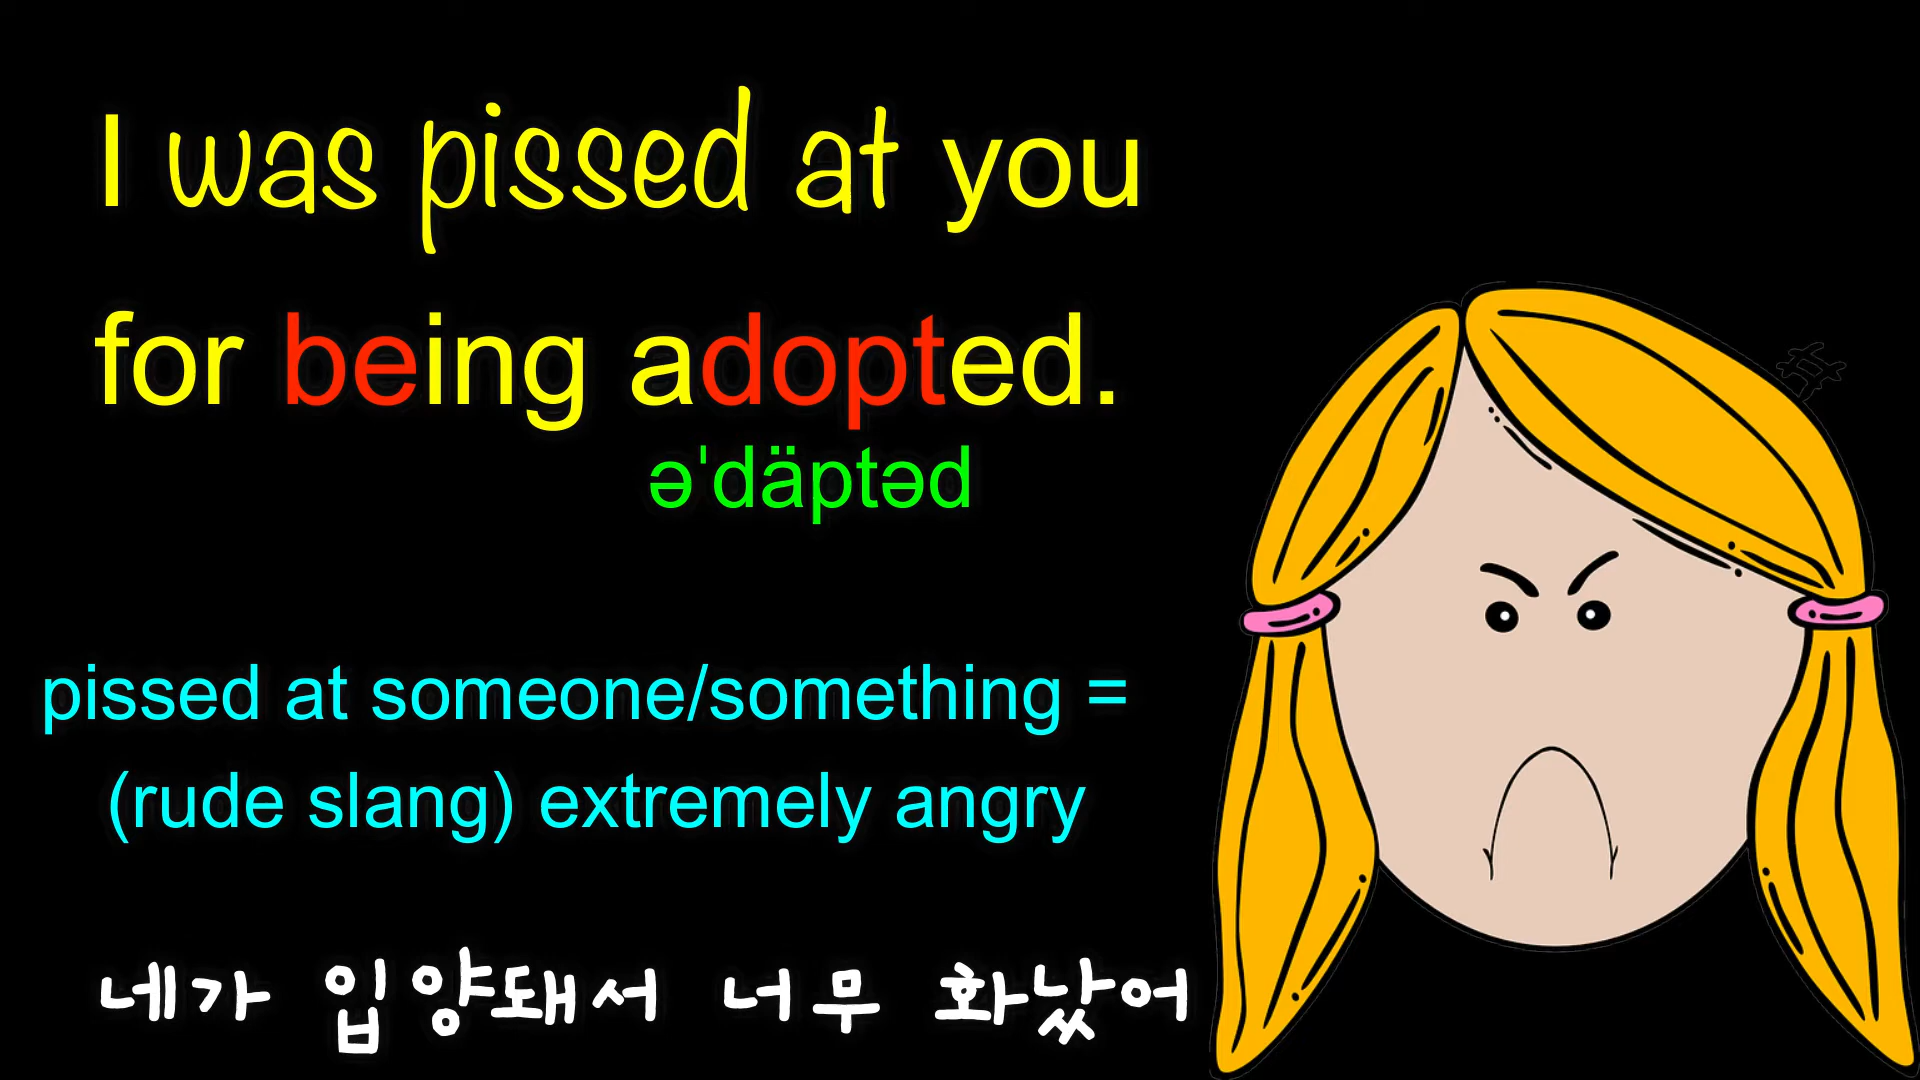 I was pissed at you
for being adopted.
əˈdäptəd
pissed at someone/something =
(rude slang) extremely angry
네가 입양돼서 너무 화났어